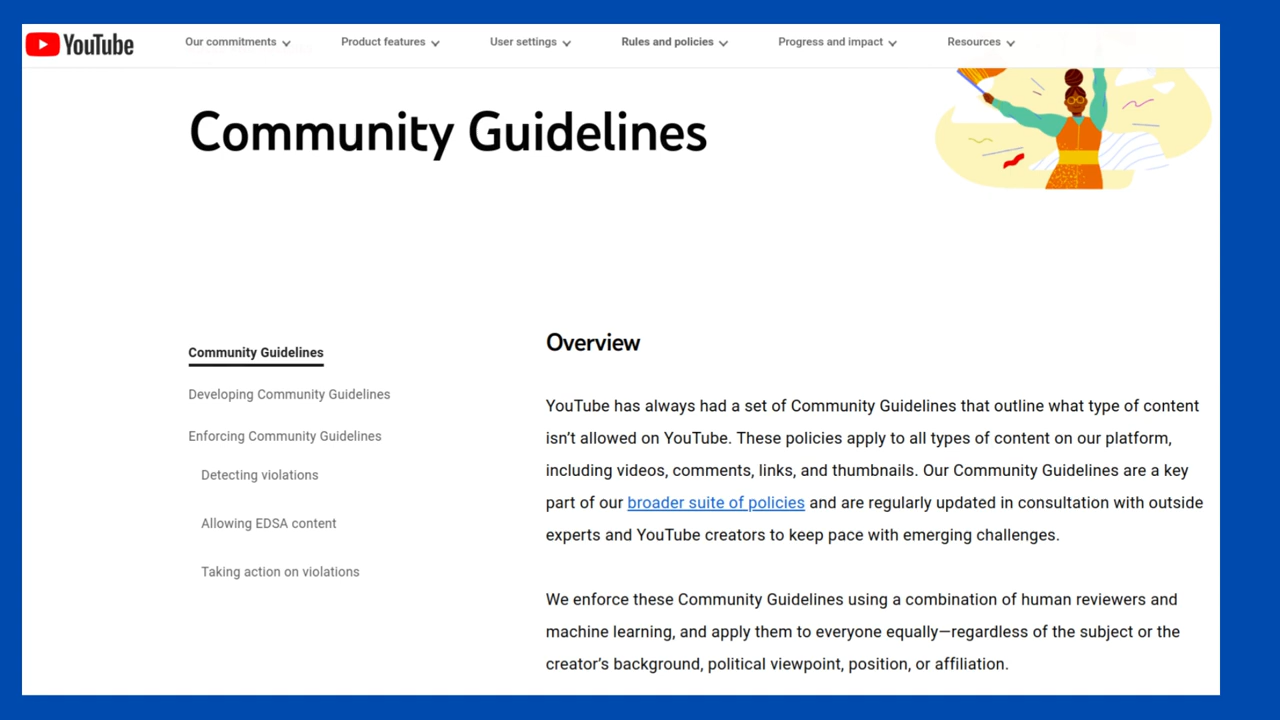 YouTube
Our commitments
Product features
User settings
Rules and policies
Progress and impact
Resources
Community Guidelines
Community Guidelines
Developing Community Guidelines
Enforcing Community Guidelines
Detecting violations
Allowing EDSA content
Taking action on violations
Overview
YouTube has always had a set of Community Guidelines that outline what type of content
isn’t allowed on YouTube. These policies apply to all types of content on our platform,
including videos, comments, links, and thumbnails. Our Community Guidelines are a key
part of our broader suite of policies and are regularly updated in consultation with outside
experts and YouTube creators to keep pace with emerging challenges.
We enforce these Community Guidelines using a combination of human reviewers and
machine learning, and apply them to everyone equally—regardless of the subject or the
creator’s background, political viewpoint, position, or affiliation.